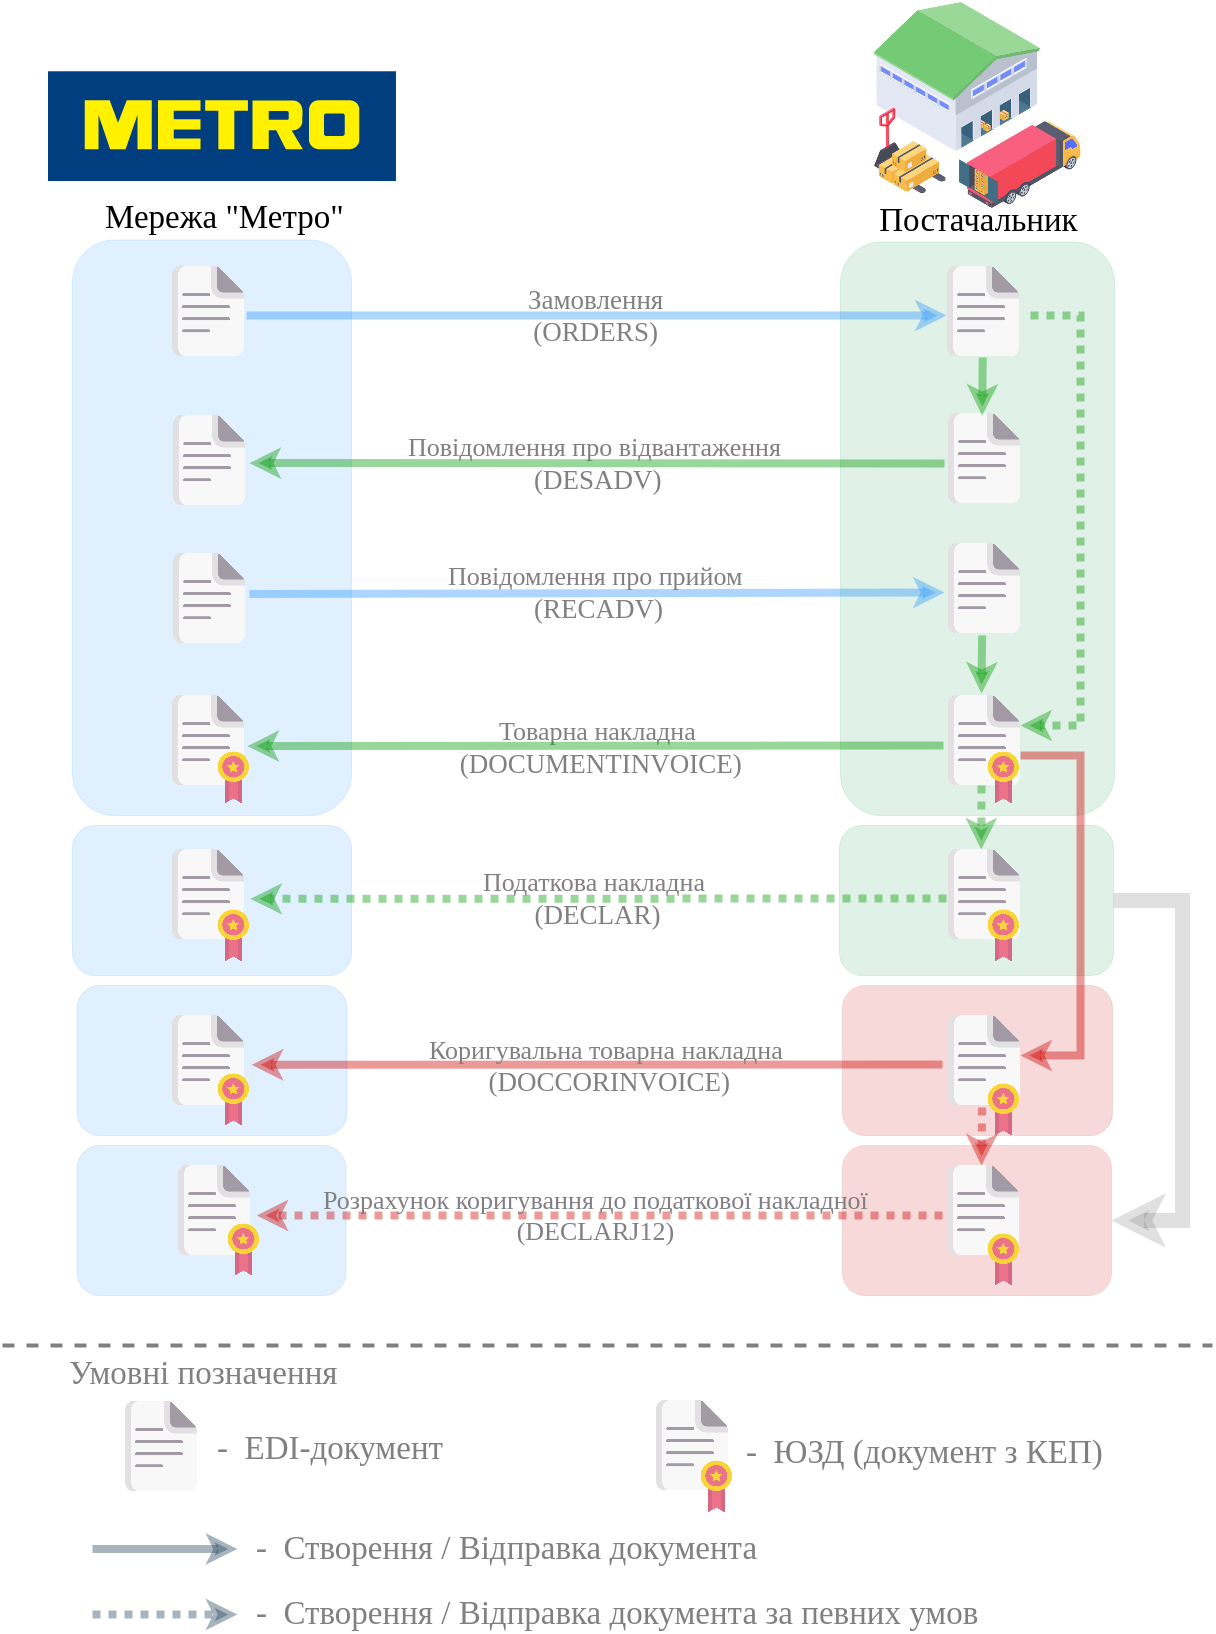 METRO
Мережа "Метро"
Постачальник
Замовлення
(ORDERS)
Повідомлення про відвантаження
(DESADV)
Повідомлення про прийом
(RECADV)
Товарна накладна
(DOCUMENTINVOICE)
Податкова накладна
(DECLAR)
Коригувальна товарна накладна
(DOCCORINVOICE)
Розрахунок коригування до податкової накладної
(DECLARJ12)
Умовні позначення
- EDI-документ
- ЮЗД (документ з КЕП)
- Створення / Відправка документа
- Створення / Відправка документа за певних умов